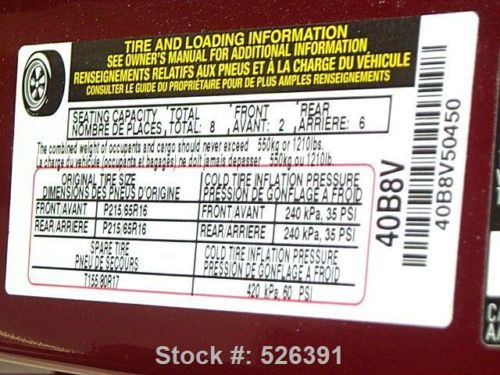 TIRE AND LOADING INFORMATION
SEE OWNER'S MANUAL FOR ADDITIONAL INFORMATION
RENSEIGNEMENTS RELATIFS AUX PNEUS ET À LA CHARGE DU VÉHICULE
CONSULTER LE GUIDE DU PROPRIÉTAIRE POUR DE PLUS AMPLES RENSEIGNEMENTS
SEATING CAPACITY TOTAL FRONT REAR
NOMBRE DE PLACES, TOTAL: 8 AVANT: 2 ARRIÈRE: 6
The combined weight of occupants and cargo should never exceed 550kg ou 1210lbs.
La charge du véhicule (occupants et bagages) ne doit jamais depasser 550kg ou 1210l
ORIGINAL TIRE SIZE COLD TIRE INFLATION PRESSURE
DIMENSIONS DES PNEUS D'ORIGINE PRESSION DE GONFLAGE A FROID
FRONT/AVANT P215/65R16 FRONT/AVANT 240 kPa, 35 PSI
REAR ARRIÈRE P215/65R16 REAR/ARRIÈRE 240 kPa, 35 PSI
SPARE TIRE COLD TIRE INFLATION PRESSURE
PNEU DE SECOURS PRESSION DE GONFLAGE A FROID
T155/80R17 420 kPa, 60 PSI
40B8V
40B8V50450
Stock #: 526391